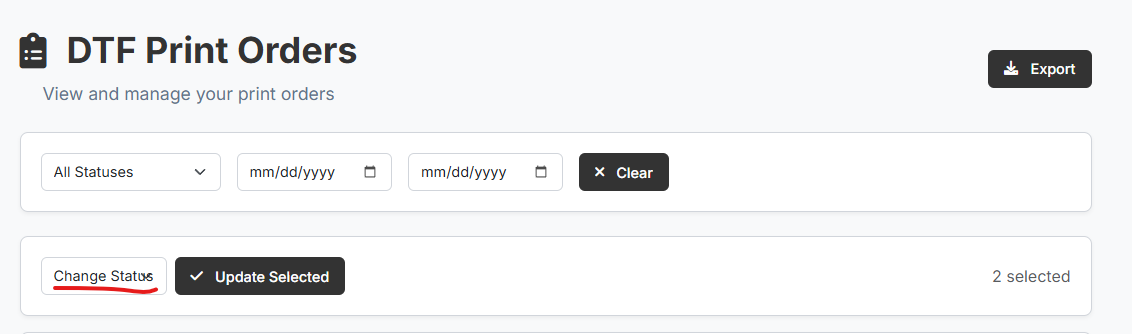 DTF Print Orders
View and manage your print orders
Export
All Statuses
mm/dd/yyyy
mm/dd/yyyy
Clear
Change Status
Update Selected
2 selected